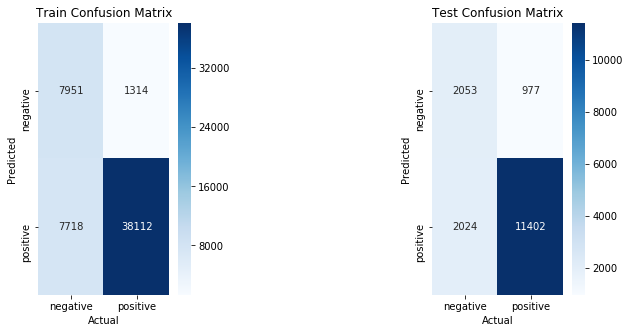 Train Confusion Matrix
Test Confusion Matrix
Predicted
negative
positive
7951 1314
7718 38112
negative positive
Actual
32000
24000
16000
8000
Predicted
negative
positive
2053 977
2024 11402
negative positive
Actual
10000
8000
6000
4000
2000